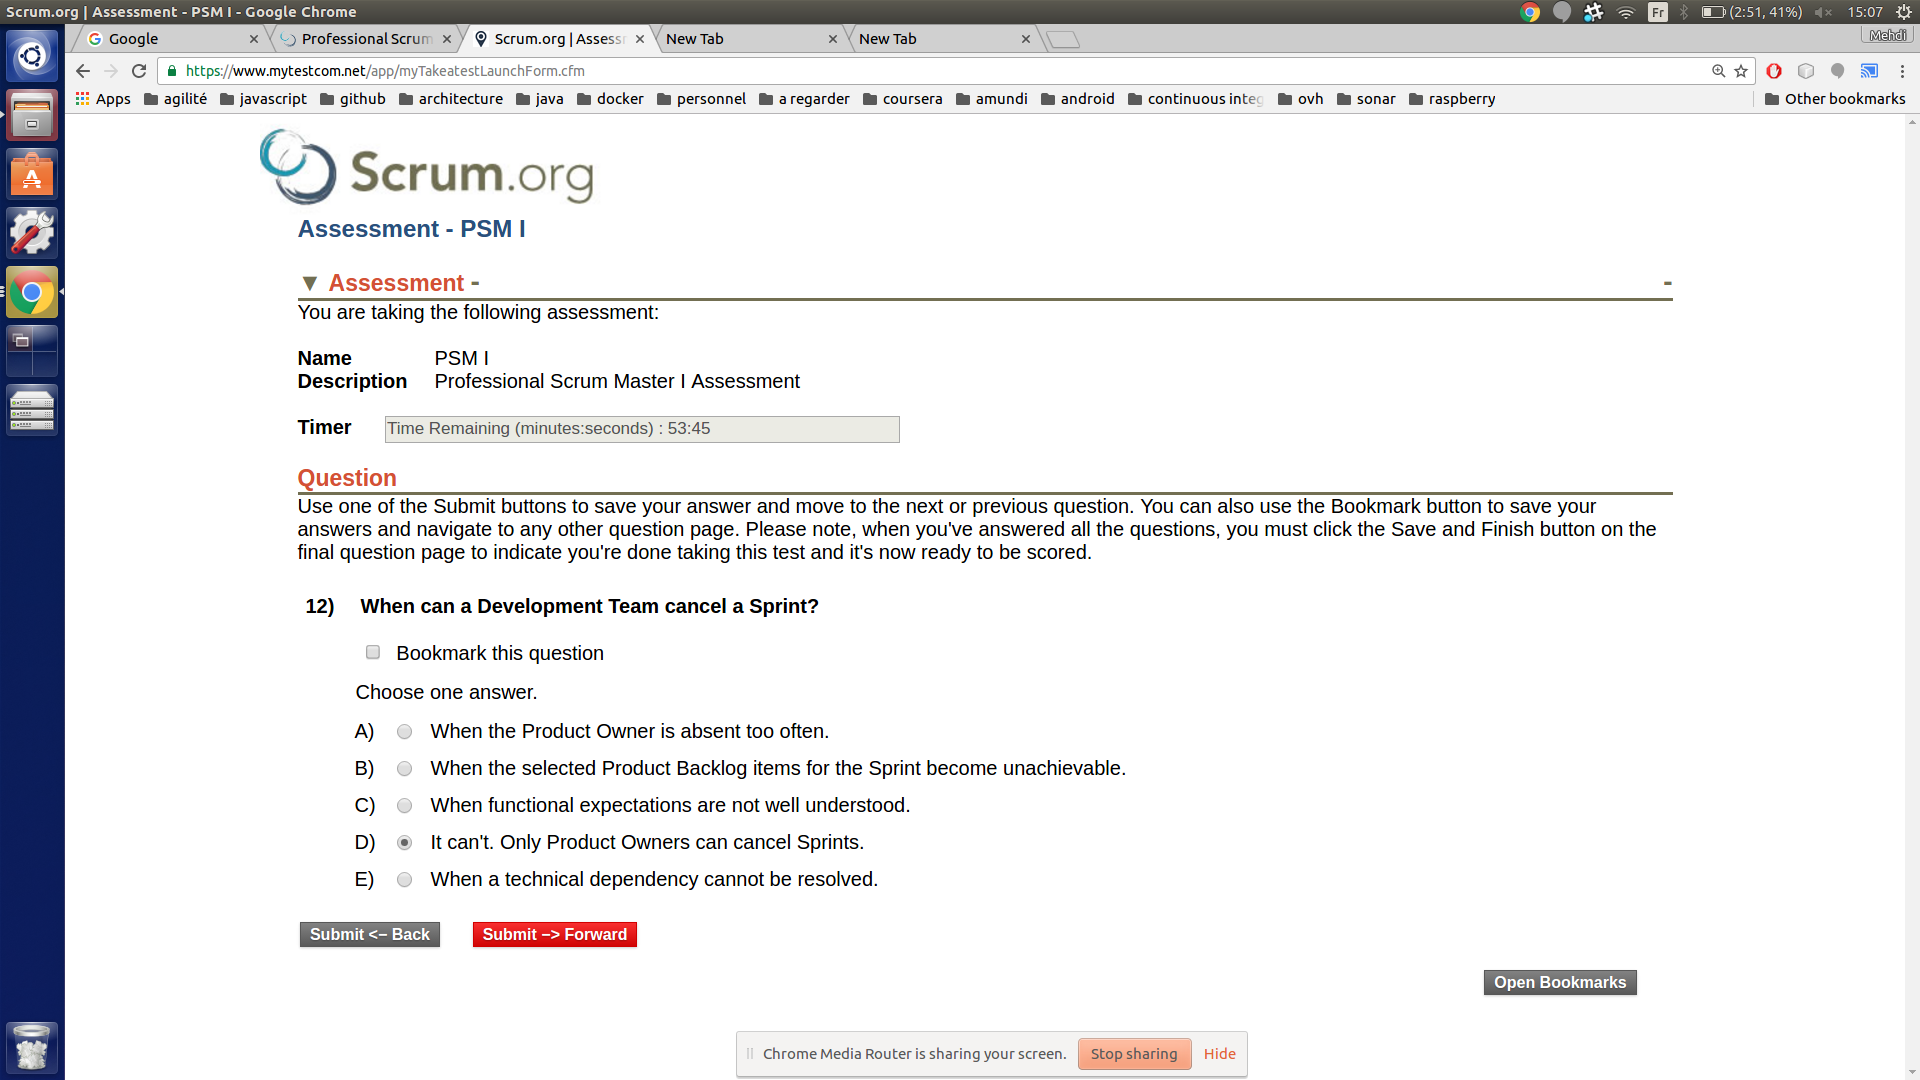 Scrum.org | Assessment - PSM I - Google Chrome
Fr
(2:51, 41%)
15:07
Google
Professional Scrum
Scrum.org | Assess
New Tab
New Tab
Mehdi
https://www.mytestcom.net/app/myTakeatestLaunchForm.cfm
Apps agilité javascript github architecture java docker personnel a regarder coursera amundi android continuous integ ovh sonar raspberry Other bookmarks
Scrum.org
Assessment - PSM I
▼ Assessment - -
You are taking the following assessment:
Name PSM I
Description Professional Scrum Master I Assessment
Timer Time Remaining (minutes:seconds) : 53:45
Question
Use one of the Submit buttons to save your answer and move to the next or previous question. You can also use the Bookmark button to save your
answers and navigate to any other question page. Please note, when you've answered all the questions, you must click the Save and Finish button on the
final question page to indicate you're done taking this test and it's now ready to be scored.
12) When can a Development Team cancel a Sprint?
Bookmark this question
Choose one answer.
A) When the Product Owner is absent too often.
B) When the selected Product Backlog items for the Sprint become unachievable.
C) When functional expectations are not well understood.
D) It can't. Only Product Owners can cancel Sprints.
E) When a technical dependency cannot be resolved.
Submit <– Back Submit –> Forward
Open Bookmarks
Chrome Media Router is sharing your screen. Stop sharing Hide